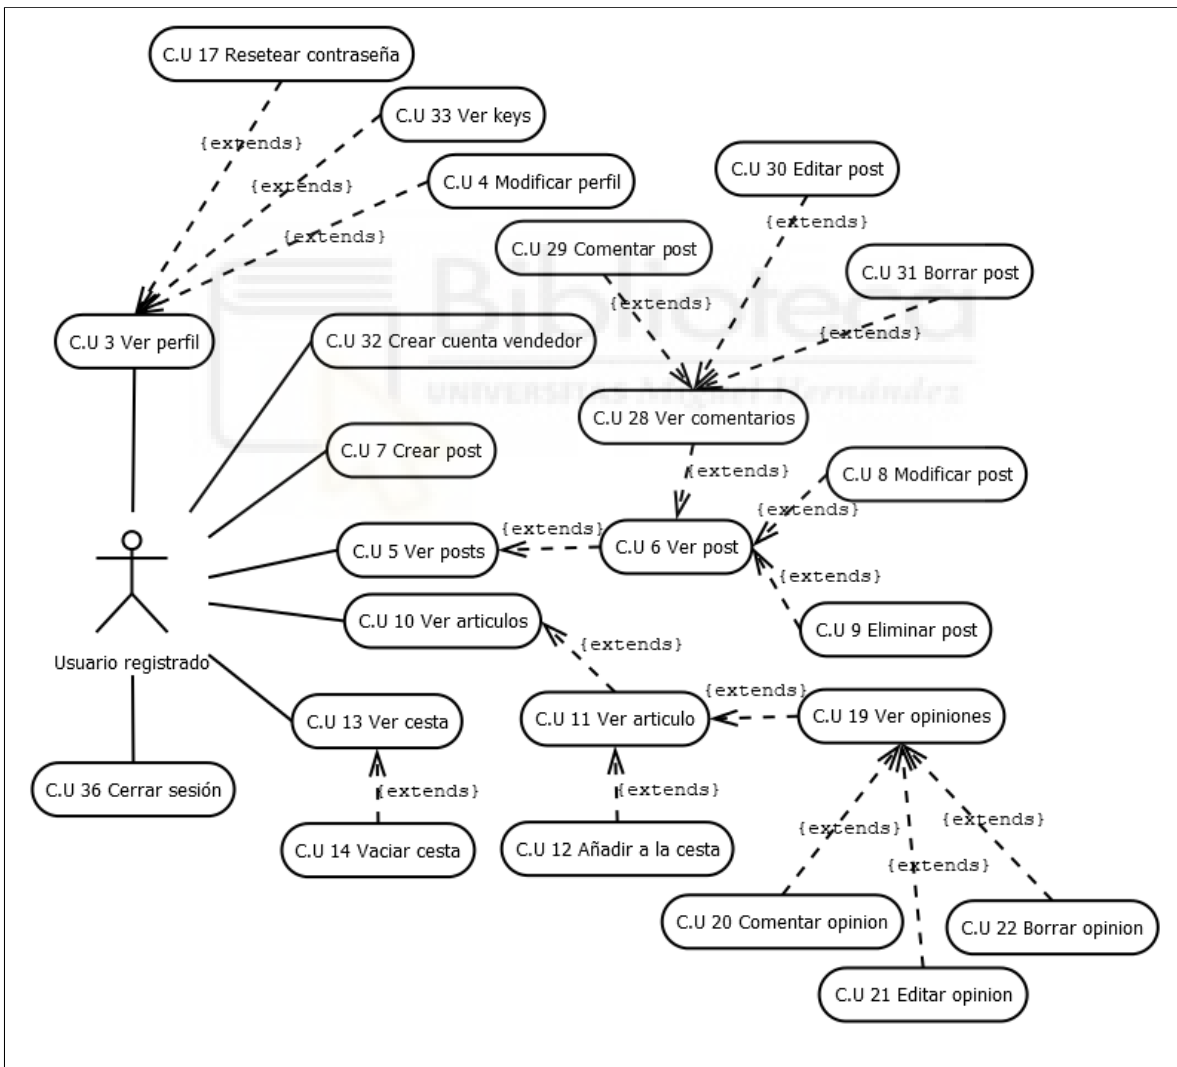 C.U 17 Resetear contraseña
C.U 33 Ver keys
{extends}
C.U 30 Editar post
C.U 4 Modificar perfil
{extends}
{extends}
{extends}
C.U 29 Comentar post
C.U 31 Borrar post
{extends}
{extends}
C.U 3 Ver perfil
C.U 32 Crear cuenta vendedor
Biblioteca
UNIVERSITAS Miguel Hernández
C.U 28 Ver comentarios
C.U 7 Crear post
{extends}
C.U 8 Modificar post
{extends}
{extends}
C.U 5 Ver posts
C.U 6 Ver post
{extends}
C.U 10 Ver articulos
C.U 9 Eliminar post
{extends}
Usuario registrado
{extends}
C.U 13 Ver cesta
C.U 11 Ver articulo
C.U 19 Ver opiniones
C.U 36 Cerrar sesión
{extends}
{extends}
{extends}
{extends}
C.U 14 Vaciar cesta
C.U 12 Añadir a la cesta
{extends}
C.U 20 Comentar opinion
C.U 22 Borrar opinion
C.U 21 Editar opinion